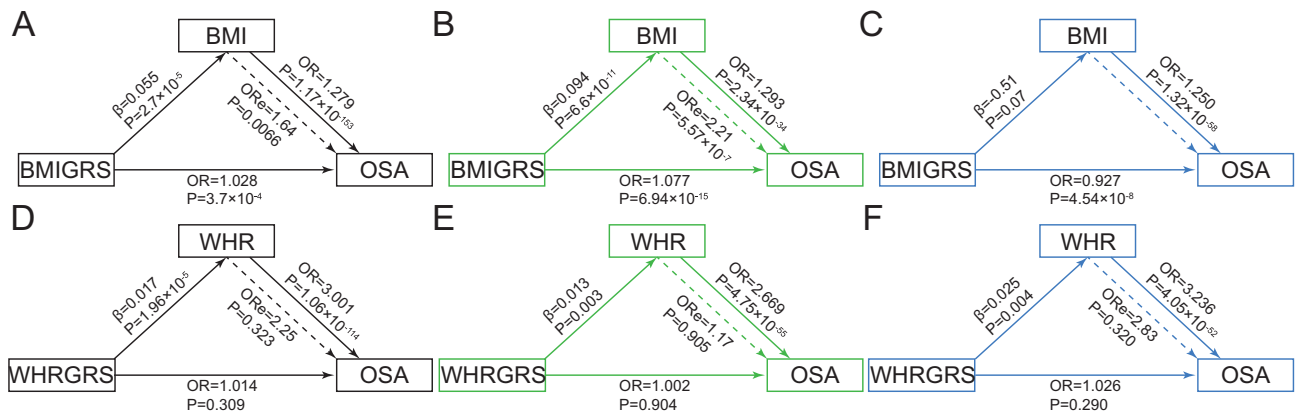 A
BMI
β=0.055
P=2.7×10⁻⁵
OR=1.279
P=1.17×10⁻¹⁵³
ORe=1.64
P=0.0066
BMIGRS
OSA
OR=1.028
P=3.7×10⁻⁴
B
BMI
β=0.094
P=6.6×10⁻¹¹
OR=1.293
P=2.34×10⁻³⁴
ORe=2.21
P=5.57×10⁻⁷
BMIGRS
OSA
OR=1.077
P=6.94×10⁻¹⁵
C
BMI
β=-0.51
P=0.07
OR=1.250
P=1.32×10⁻⁵⁸
BMIGRS
OSA
OR=0.927
P=4.54×10⁻⁸
D
WHR
β=0.017
P=1.96×10⁻⁵
OR=3.001
P=1.06×10⁻¹¹⁴
ORe=2.25
P=0.323
WHRGRS
OSA
OR=1.014
P=0.309
E
WHR
β=0.013
P=0.003
OR=2.669
P=4.75×10⁻⁵⁵
ORe=1.17
P=0.905
WHRGRS
OSA
OR=1.002
P=0.904
F
WHR
β=0.025
P=0.004
OR=3.236
P=4.05×10⁻⁵²
ORe=2.83
P=0.320
WHRGRS
OSA
OR=1.026
P=0.290